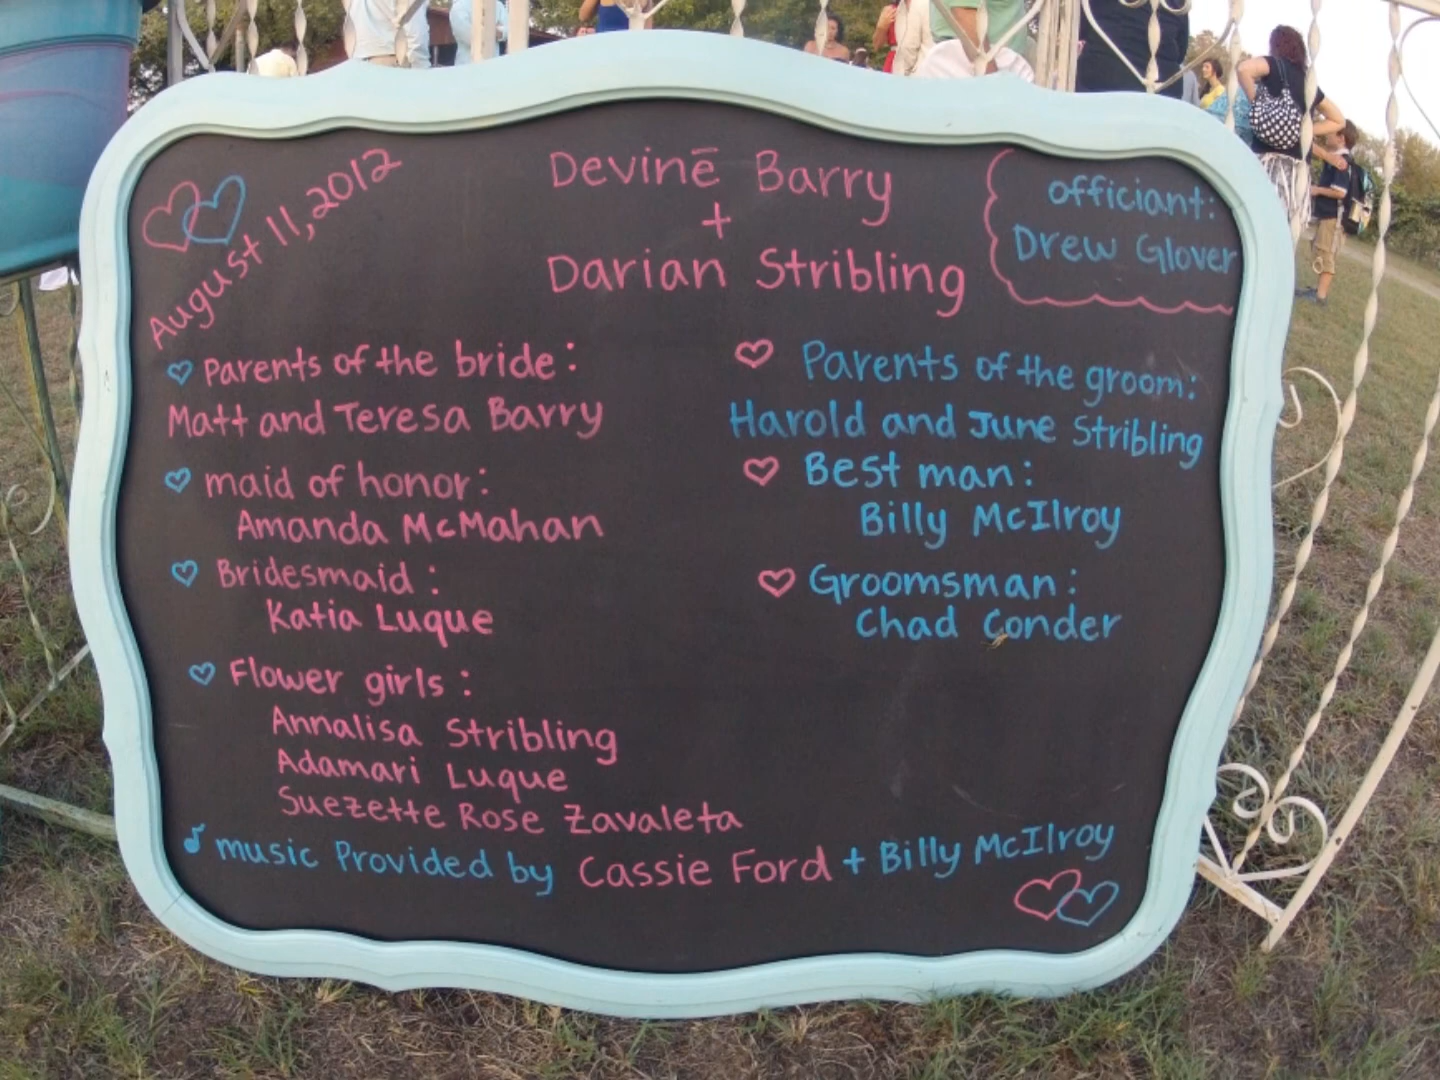 August 11, 2012
Devinē Barry
+
Darian Stribling
officiant:
Drew Glover
Parents of the bride:
Matt and Teresa Barry
maid of honor:
Amanda McMahan
Bridesmaid:
Katia Luque
Flower girls:
Annalisa Stribling
Adamari Luque
Suezette Rose Zavaleta
Parents of the groom:
Harold and June Stribling
Best man:
Billy McIlroy
Groomsman:
Chad Conder
music Provided by Cassie Ford + Billy McIlroy